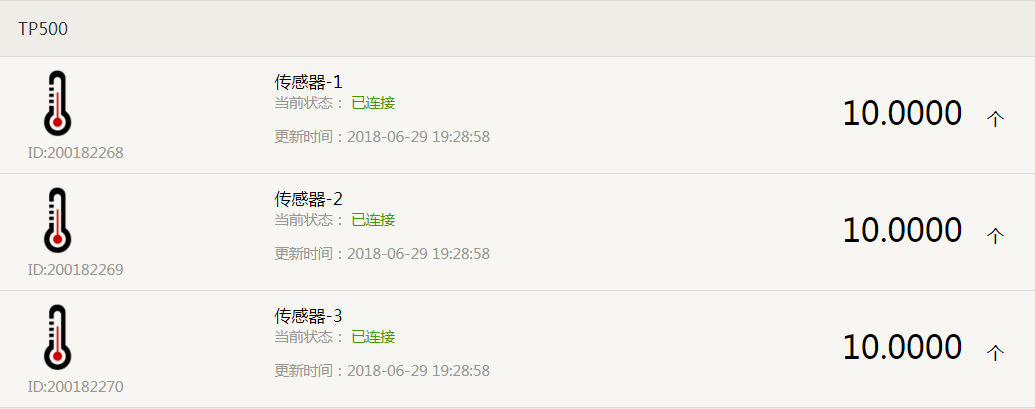 TP500
传感器-1
当前状态： 已连接
10.0000 个
更新时间：2018-06-29 19:28:58
ID:200182268
传感器-2
当前状态： 已连接
10.0000 个
更新时间：2018-06-29 19:28:58
ID:200182269
传感器-3
当前状态： 已连接
10.0000 个
更新时间：2018-06-29 19:28:58
ID:200182270